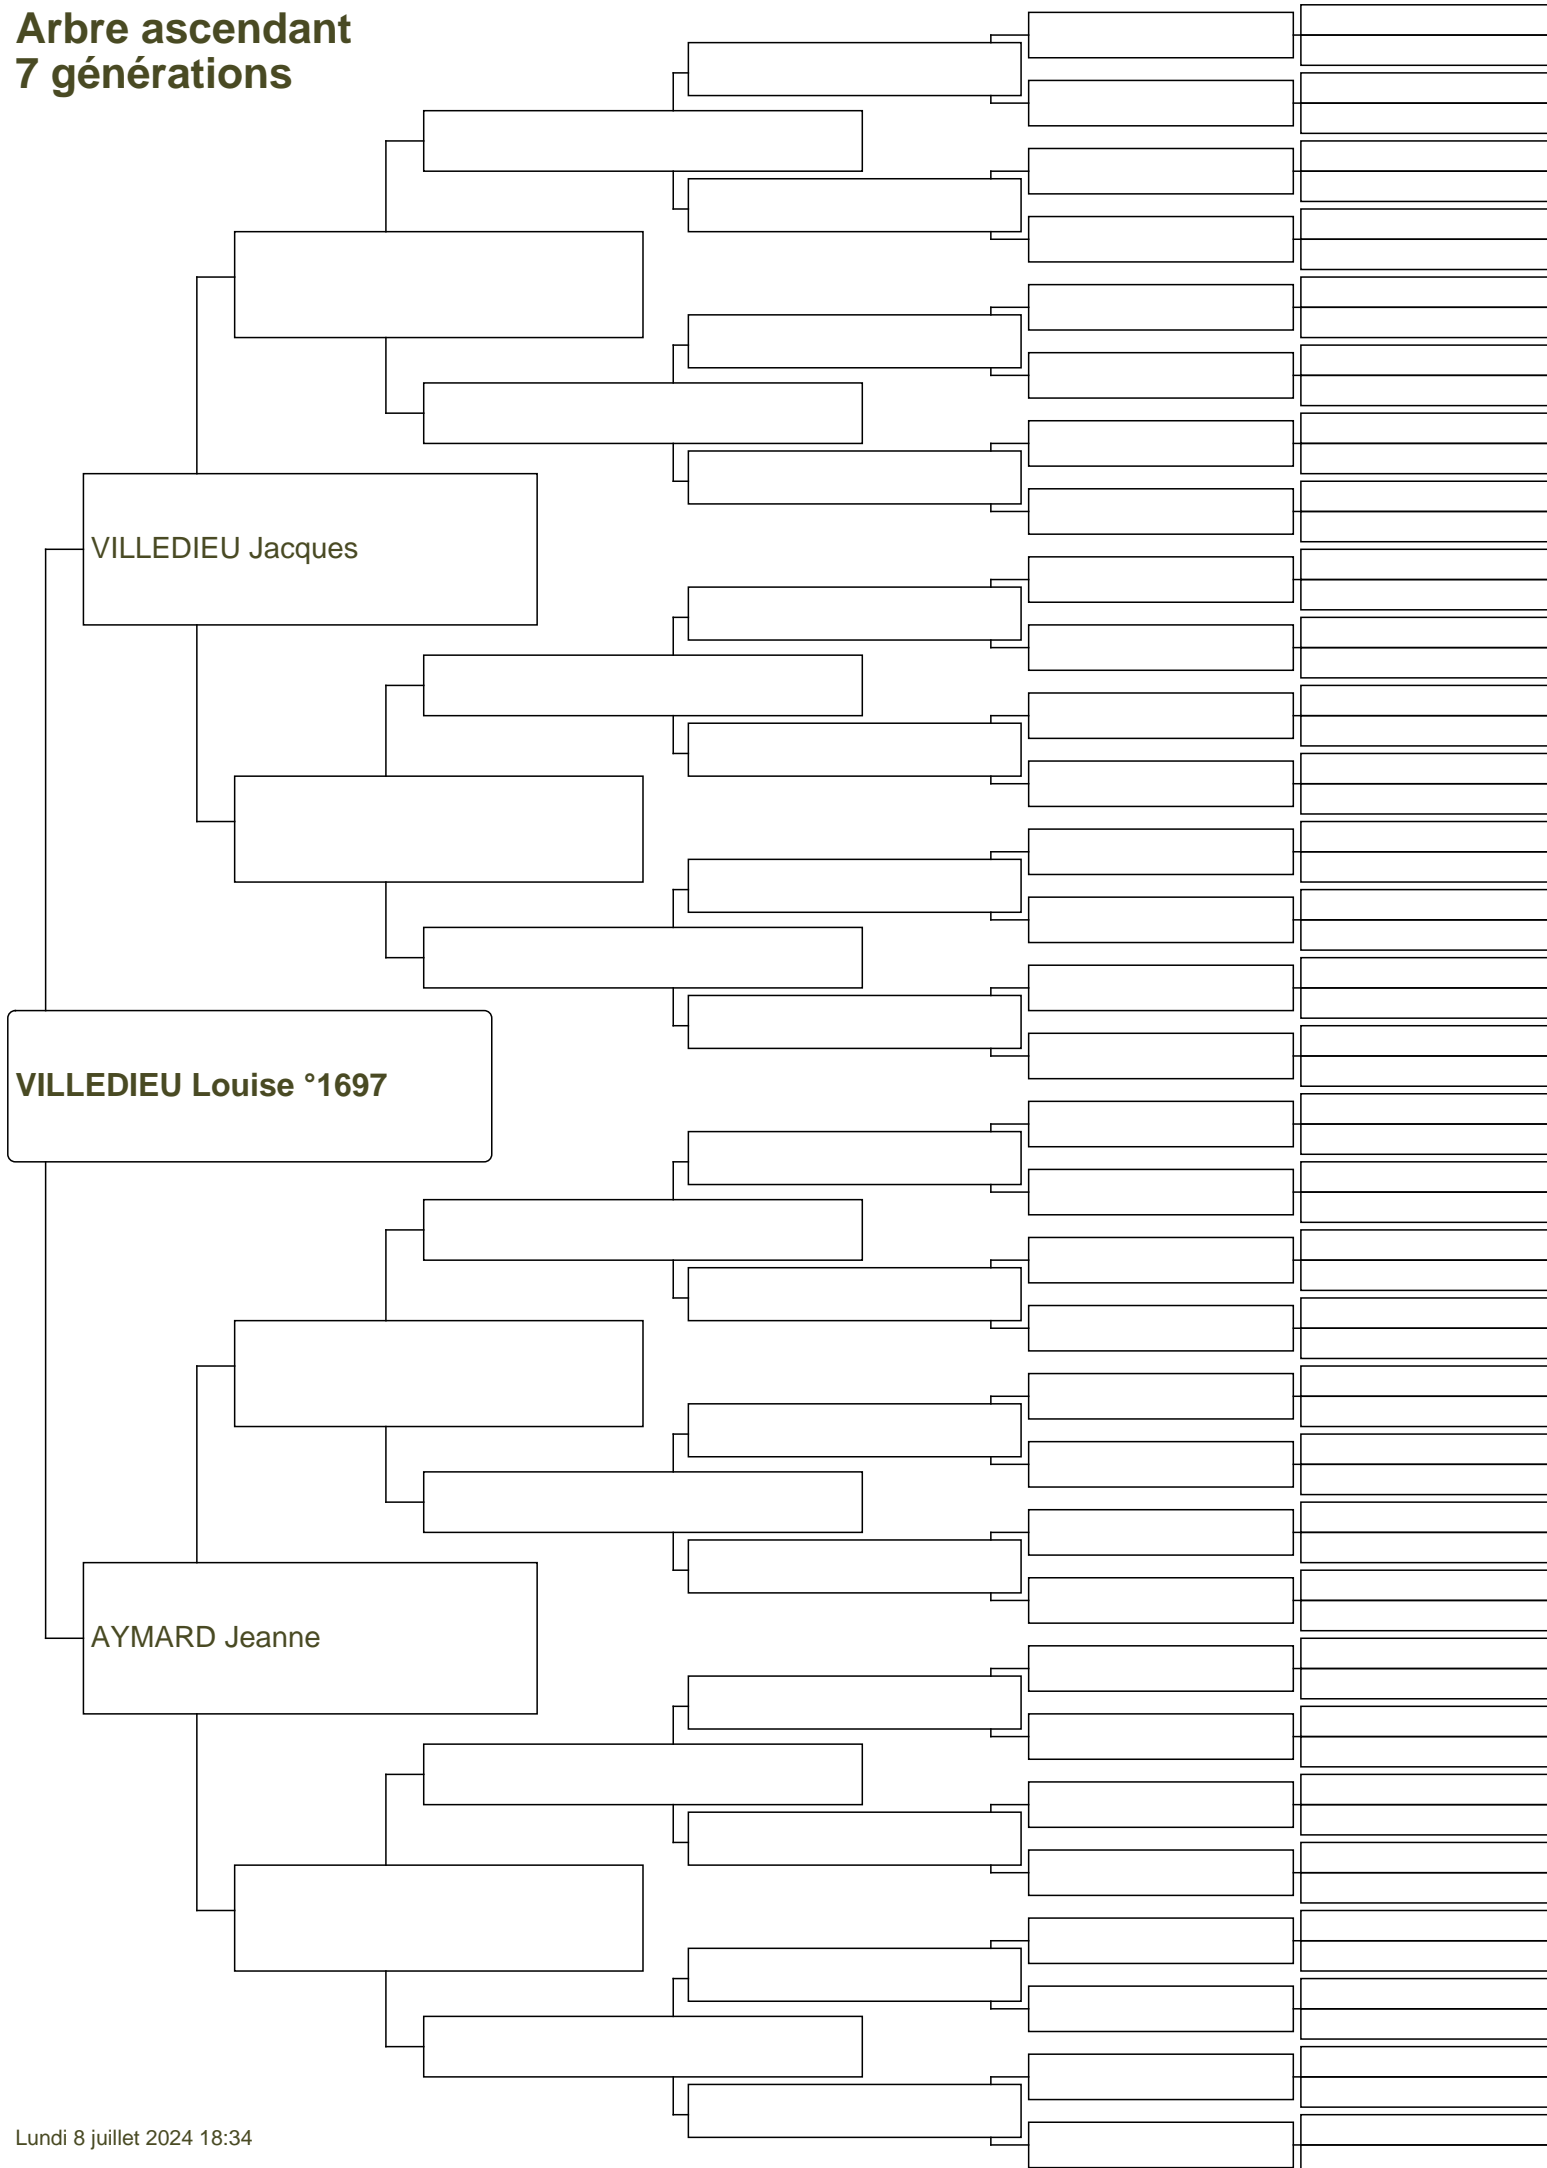 Arbre ascendant
7 générations
VILLEDIEU Jacques
VILLEDIEU Louise °1697
AYMARD Jeanne
Lundi 8 juillet 2024 18:34